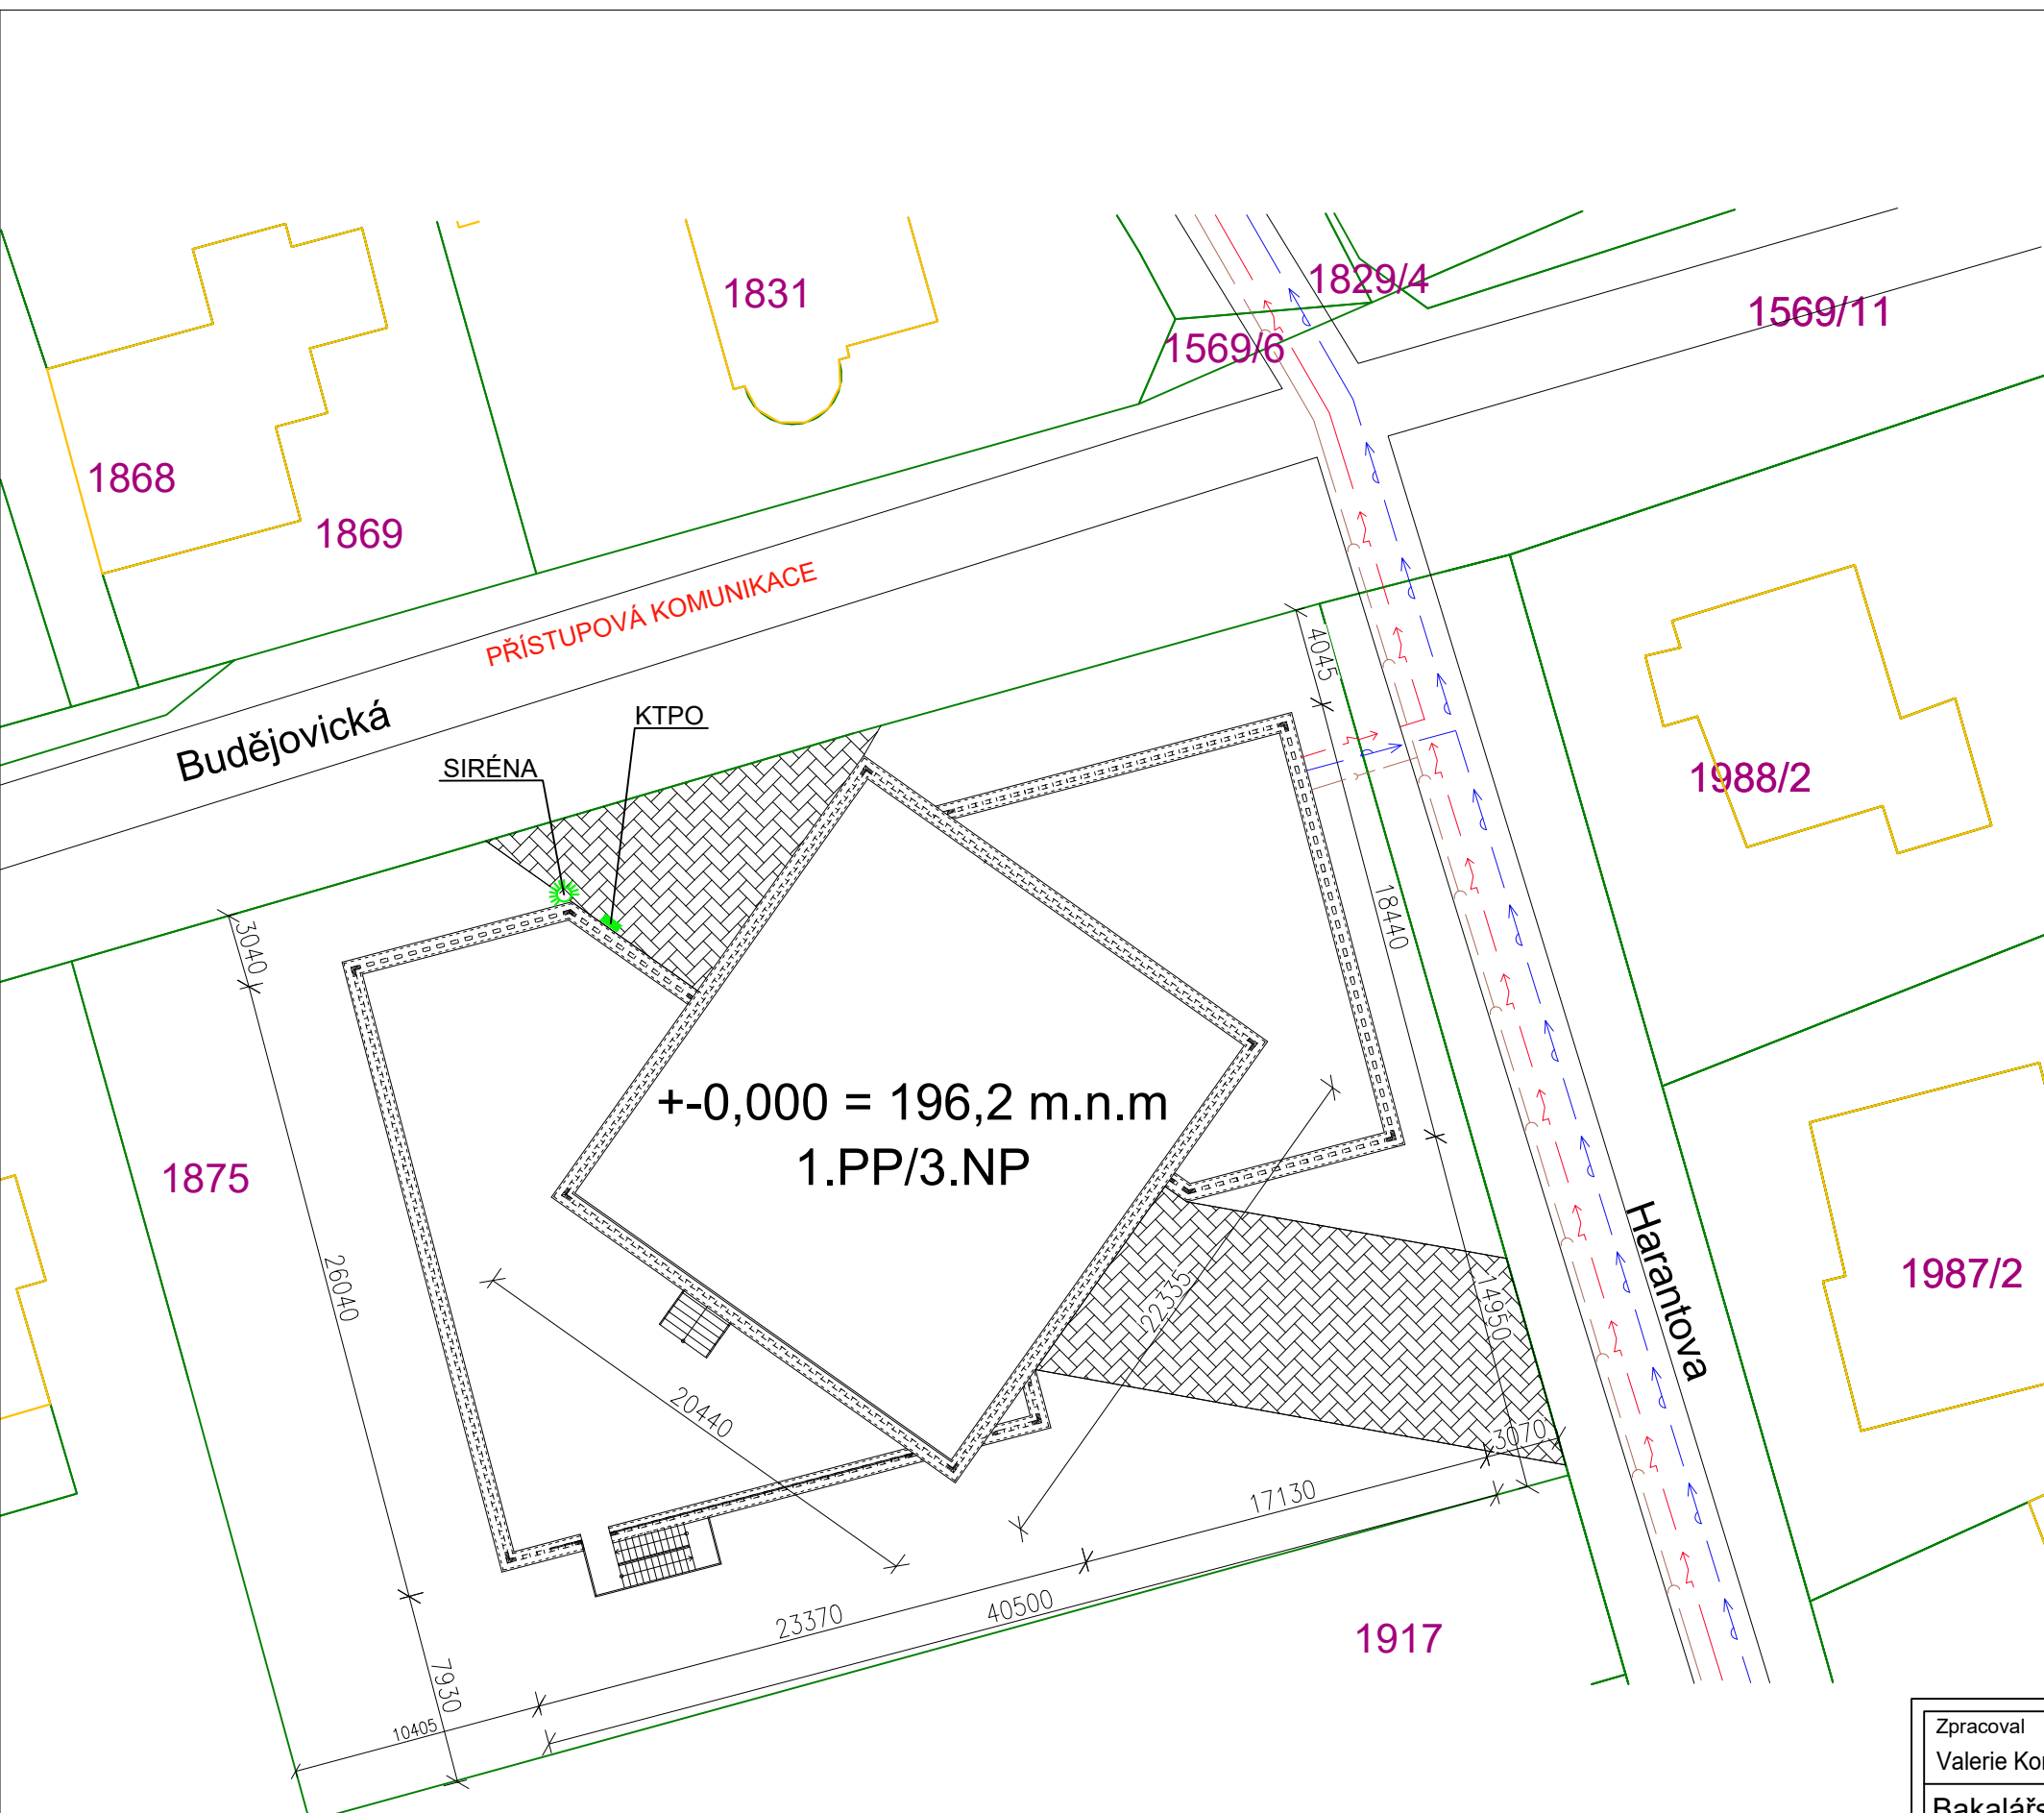 1831
1829/4
1569/11
1569/6
1868
1869
PŘÍSTUPOVÁ KOMUNIKACE
4045
Budějovická
KTPO
SIRÉNA
1988/2
3040
18440
+-0,000 = 196,2 m.n.m
1.PP/3.NP
1875
26040
Harantova
1987/2
22335
14950
20440
3070
17130
23370
40500
1917
7930
10405
Zpracoval
Valerie